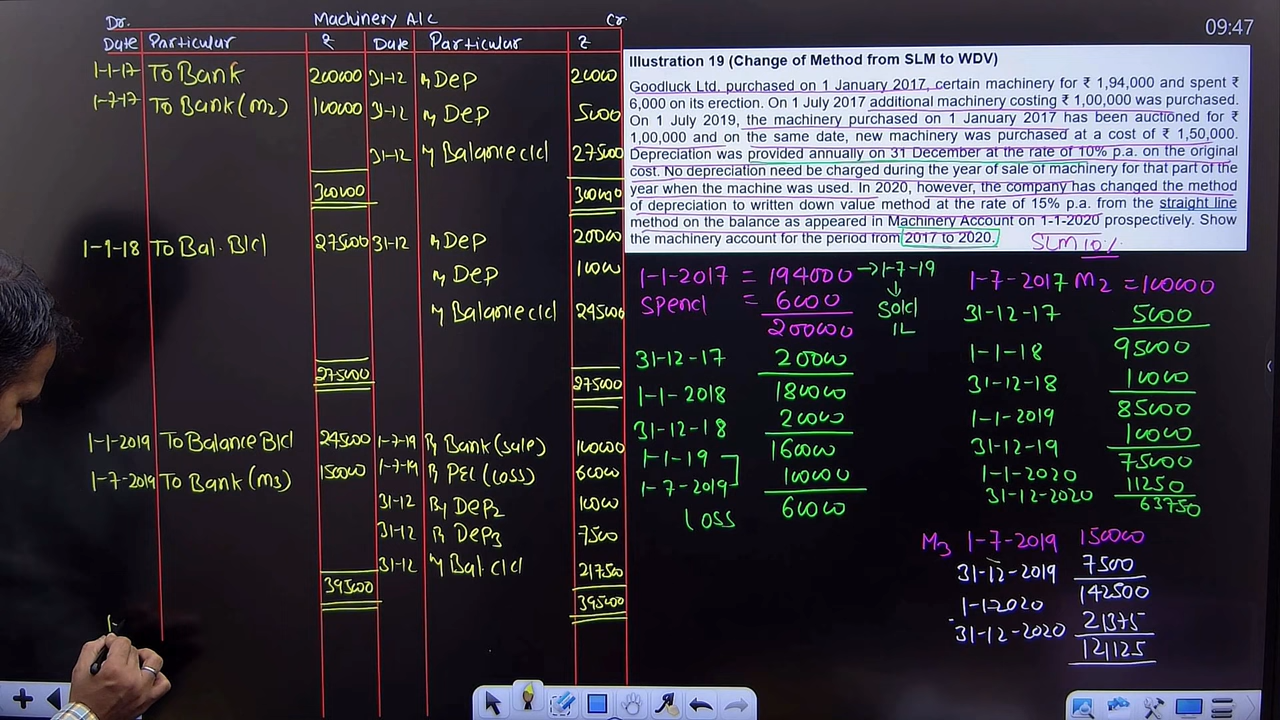 09:47
Dr. Machinery A/c Cr
Date Particular ₹ Date Particular ₹
1-1-17 To Bank 200000 31-12 By Dep 20000
1-7-17 To Bank (M2) 100000 31-12 By Dep 5000
31-12 By Balance c/d 275000
300000 300000
1-1-18 To Bal. B/d 275000 31-12 By Dep 20000
By Dep 10000
By Balance c/d 245000
275000 275000
1-1-2019 To Balance B/d 245000 1-7-19 By Bank (sale) 100000
1-7-2019 To Bank (M3) 150000 1-7-19 By P&L (loss) 60000
31-12 By Dep2 10000
31-12 By Dep3 7500
31-12 By Bal. c/d 217500
395000 395000
1-
Illustration 19 (Change of Method from SLM to WDV)
Goodluck Ltd. purchased on 1 January 2017, certain machinery for ₹ 1,94,000 and spent ₹
6,000 on its erection. On 1 July 2017 additional machinery costing ₹ 1,00,000 was purchased.
On 1 July 2019, the machinery purchased on 1 January 2017 has been auctioned for ₹
1,00,000 and on the same date, new machinery was purchased at a cost of ₹ 1,50,000.
Depreciation was provided annually on 31 December at the rate of 10% p.a. on the original
cost. No depreciation need be charged during the year of sale of machinery for that part of the
year when the machine was used. In 2020, however, the company has changed the method
of depreciation to written down value method at the rate of 15% p.a. from the straight line
method on the balance as appeared in Machinery Account on 1-1-2020 prospectively. Show
the machinery account for the period from 2017 to 2020.
SLM 10%
1-1-2017 = 194000 → 1-7-19
Spend = 6000 ↓ Sold
200000 1L
31-12-17 20000
1-1-2018 180000
31-12-18 20000
1-1-19 160000
1-7-2019 100000
Loss 60000
1-7-2017 M2 = 100000
31-12-17 5000
1-1-18 95000
31-12-18 10000
1-1-2019 85000
31-12-19 10000
1-1-2020 75000
31-12-2020 11250
63750
M3 1-7-2019 150000
31-12-2019 7500
1-1-2020 142500
31-12-2020 21375
121125